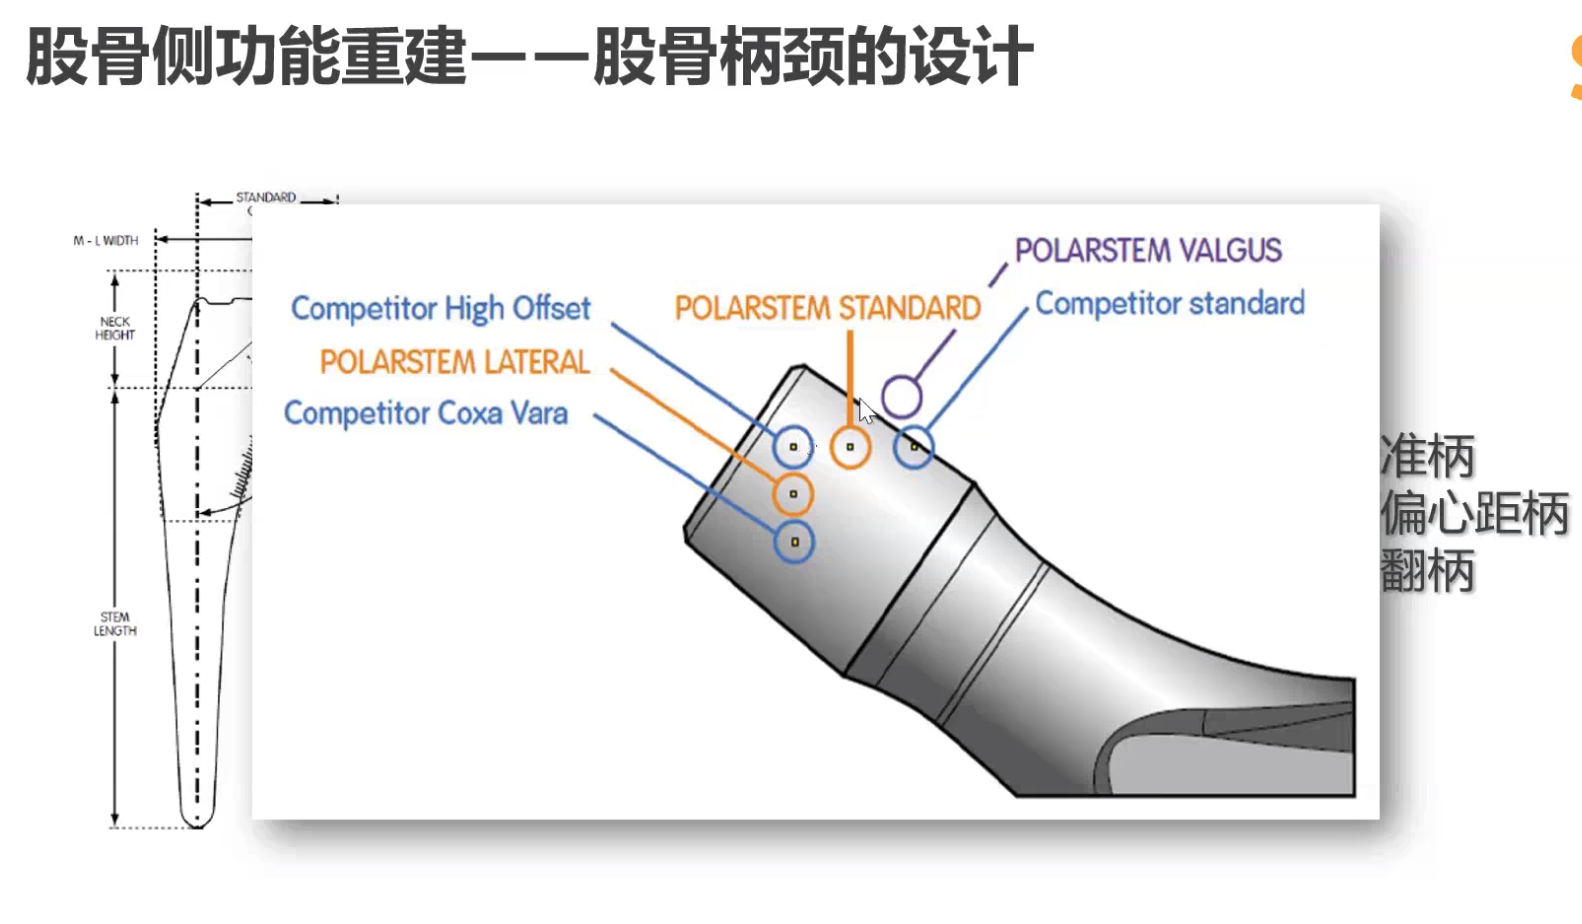 股骨侧功能重建一一股骨柄颈的设计
STANDARD
M - L WIDTH
NECK
HEIGHT
STEM
LENGTH
POLARSTEM VALGUS
Competitor High Offset
POLARSTEM STANDARD
Competitor standard
POLARSTEM LATERAL
Competitor Coxa Vara
准柄
偏心距柄
翻柄